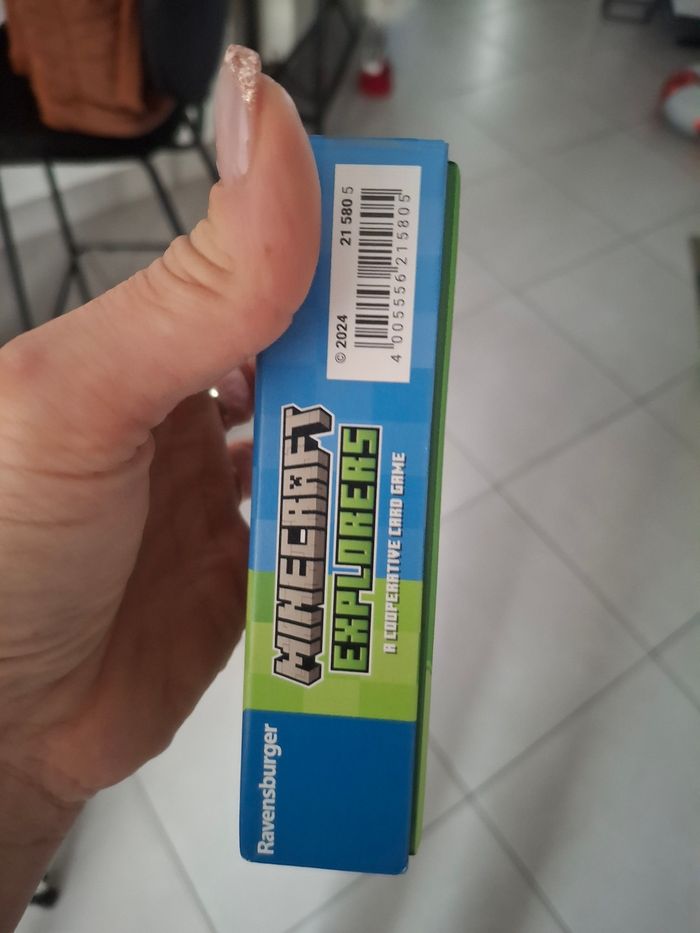 Ravensburger
MINECRAFT
EXPLORERS
A COOPERATIVE CARD GAME
© 2024 21 580 5
4 005556 215805